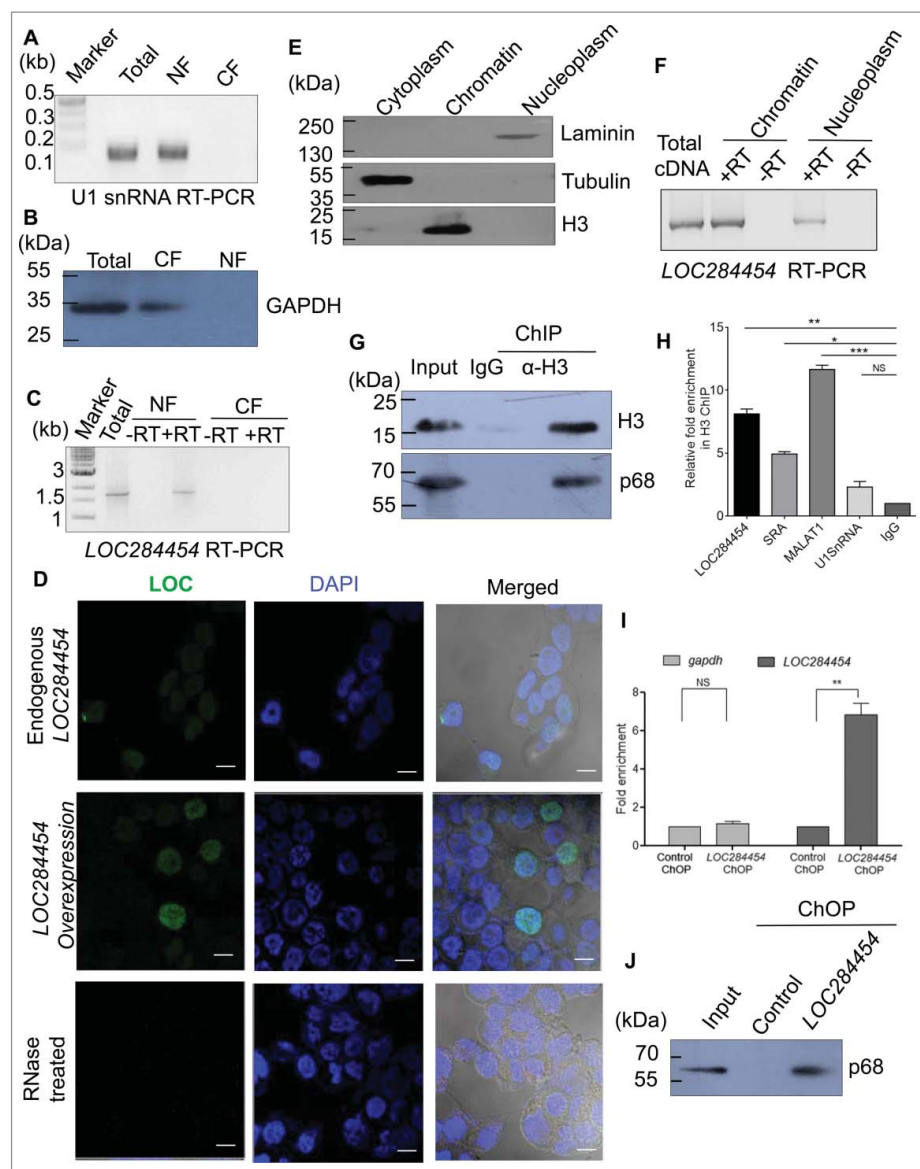 A
(kb)
Marker
Total
NF
CF
0.5
0.3
0.2
0.1
U1 snRNA RT-PCR
B
(kDa)
Total
CF
NF
55
35
25
GAPDH
C
(kb)
Marker
Total
NF
CF
-RT +RT
-RT +RT
3
1.5
1
LOC284454 RT-PCR
D
LOC
DAPI
Merged
Endogenous
LOC284454
LOC284454
Overexpression
RNase
treated
E
(kDa)
Cytoplasm
Chromatin
Nucleoplasm
250
130
Laminin
55
35
Tubulin
25
15
H3
F
Total
cDNA
Chromatin
Nucleoplasm
+RT
-RT
+RT
-RT
LOC284454 RT-PCR
G
(kDa)
ChIP
Input
IgG
α-H3
25
15
H3
70
55
p68
H
Relative fold enrichment
in H3 ChIP
15
10
5
0
**
*
***
NS
LOC284454
SRA
MALAT1
U1SnRNA
IgG
I
gapdh
LOC284454
Fold enrichment
8
6
4
2
0
NS
**
Control
ChOP
LOC284454
ChOP
Control
ChOP
LOC284454
ChOP
J
ChOP
(kDa)
Input
Control
LOC284454
70
55
p68